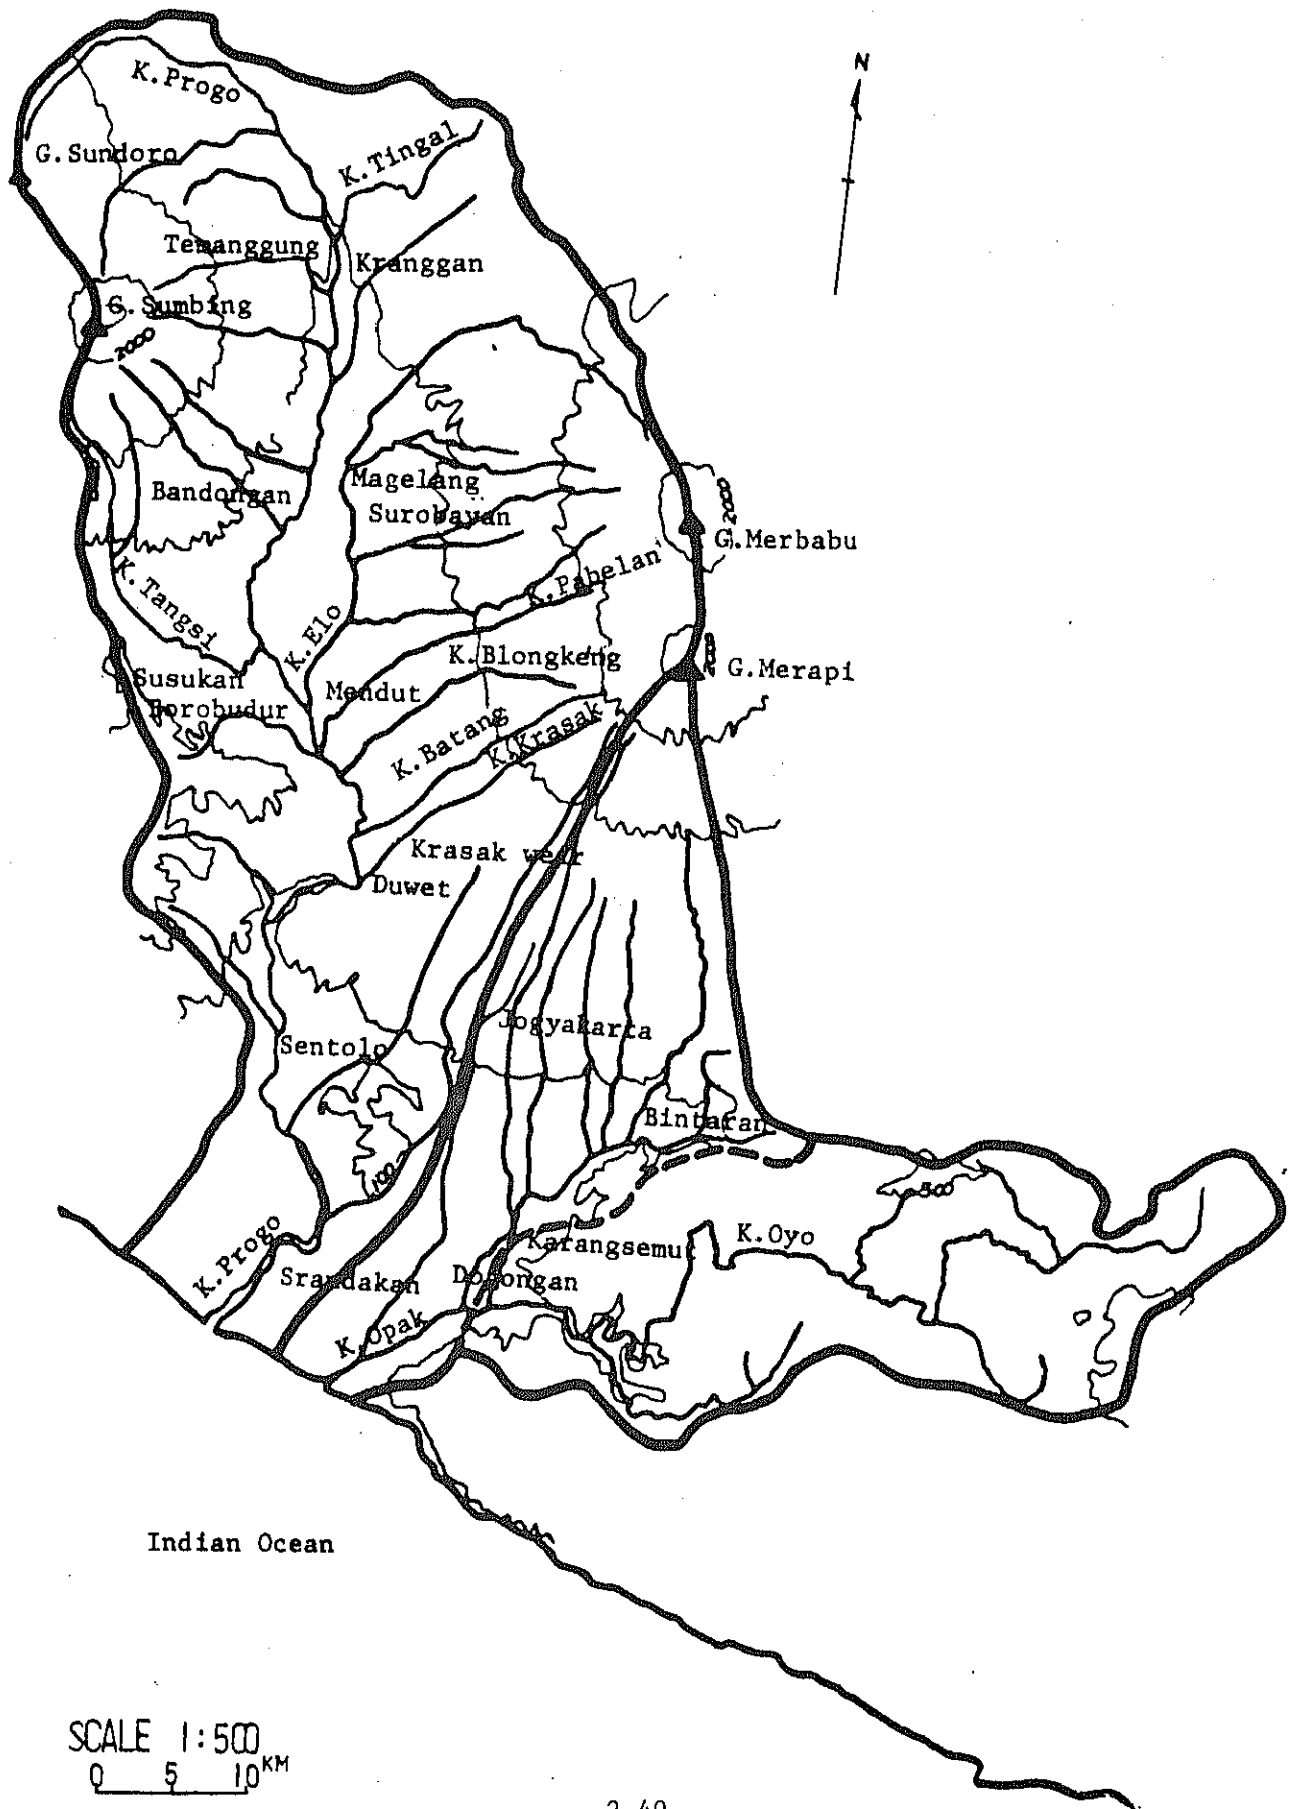 N
K.Progo
K.Tingal
G.Sundoro
Temanggung
Kranggan
G.Sumbing
2000
Magelang
Bandongan
Surobayan
2000
G.Merbabu
K.Pabelan
K.Tangsi
K.Elo
K.Blongkeng
G.Merapi
Susukan
Mendut
Borobudur
K.Batang
K.Krasak
Krasak weir
Duwet
Jogyakarta
Sentolo
Bintaran
100
500
K.Progo
Karangsemut
K.Oyo
Srandakan
Dogongan
K.Opak
Indian Ocean
SCALE 1:500
0 5 10 KM